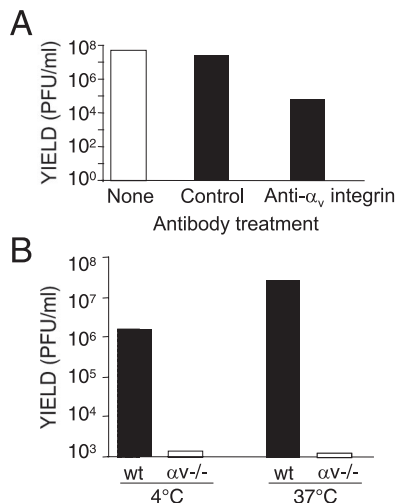 A
YIELD (PFU/ml)
10⁸
10⁶
10⁴
10²
10⁰
None Control Anti-αᵥ integrin
Antibody treatment
B
YIELD (PFU/ml)
10⁸
10⁷
10⁶
10⁵
10⁴
10³
wt αv-/- wt αv-/-
4°C 37°C